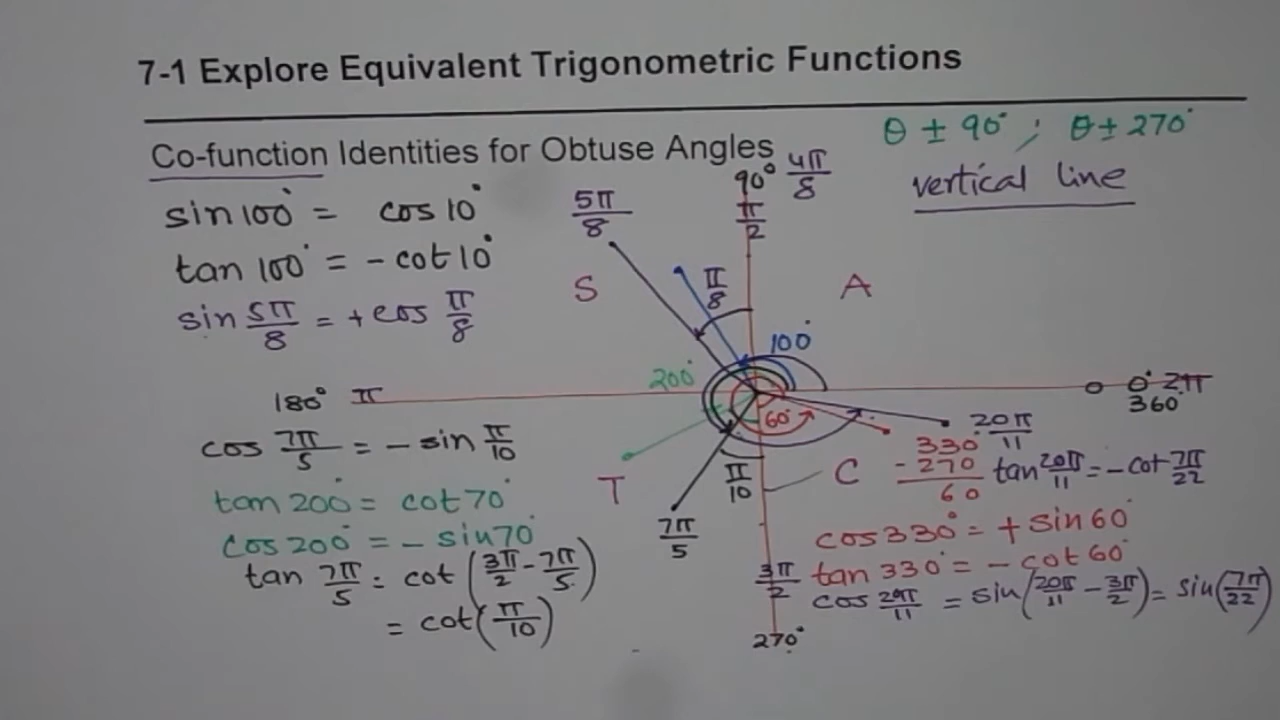 7-1 Explore Equivalent Trigonometric Functions
Co-function Identities for Obtuse Angles
θ ± 90° ; θ ± 270°
vertical line
sin 100° = cos 10°
tan 100° = - cot 10°
sin 5π/8 = + cos π/8
5π/8
90° 4π/8
π/2
S
π/8
A
100°
200°
180° π
0° 2π
360°
60°
20π/11
cos 7π/5 = - sin π/10
tan 200° = cot 70°
cos 200° = - sin 70°
tan 7π/5 = cot (3π/2 - 7π/5)
= cot (π/10)
T
π/10
7π/5
C
330°
- 270
60
tan 20π/11 = - cot 7π/22
cos 330° = + sin 60°
tan 330° = - cot 60°
cos 20π/11 = sin (20π/11 - 3π/2) = sin (7π/22)
3π/2
270°